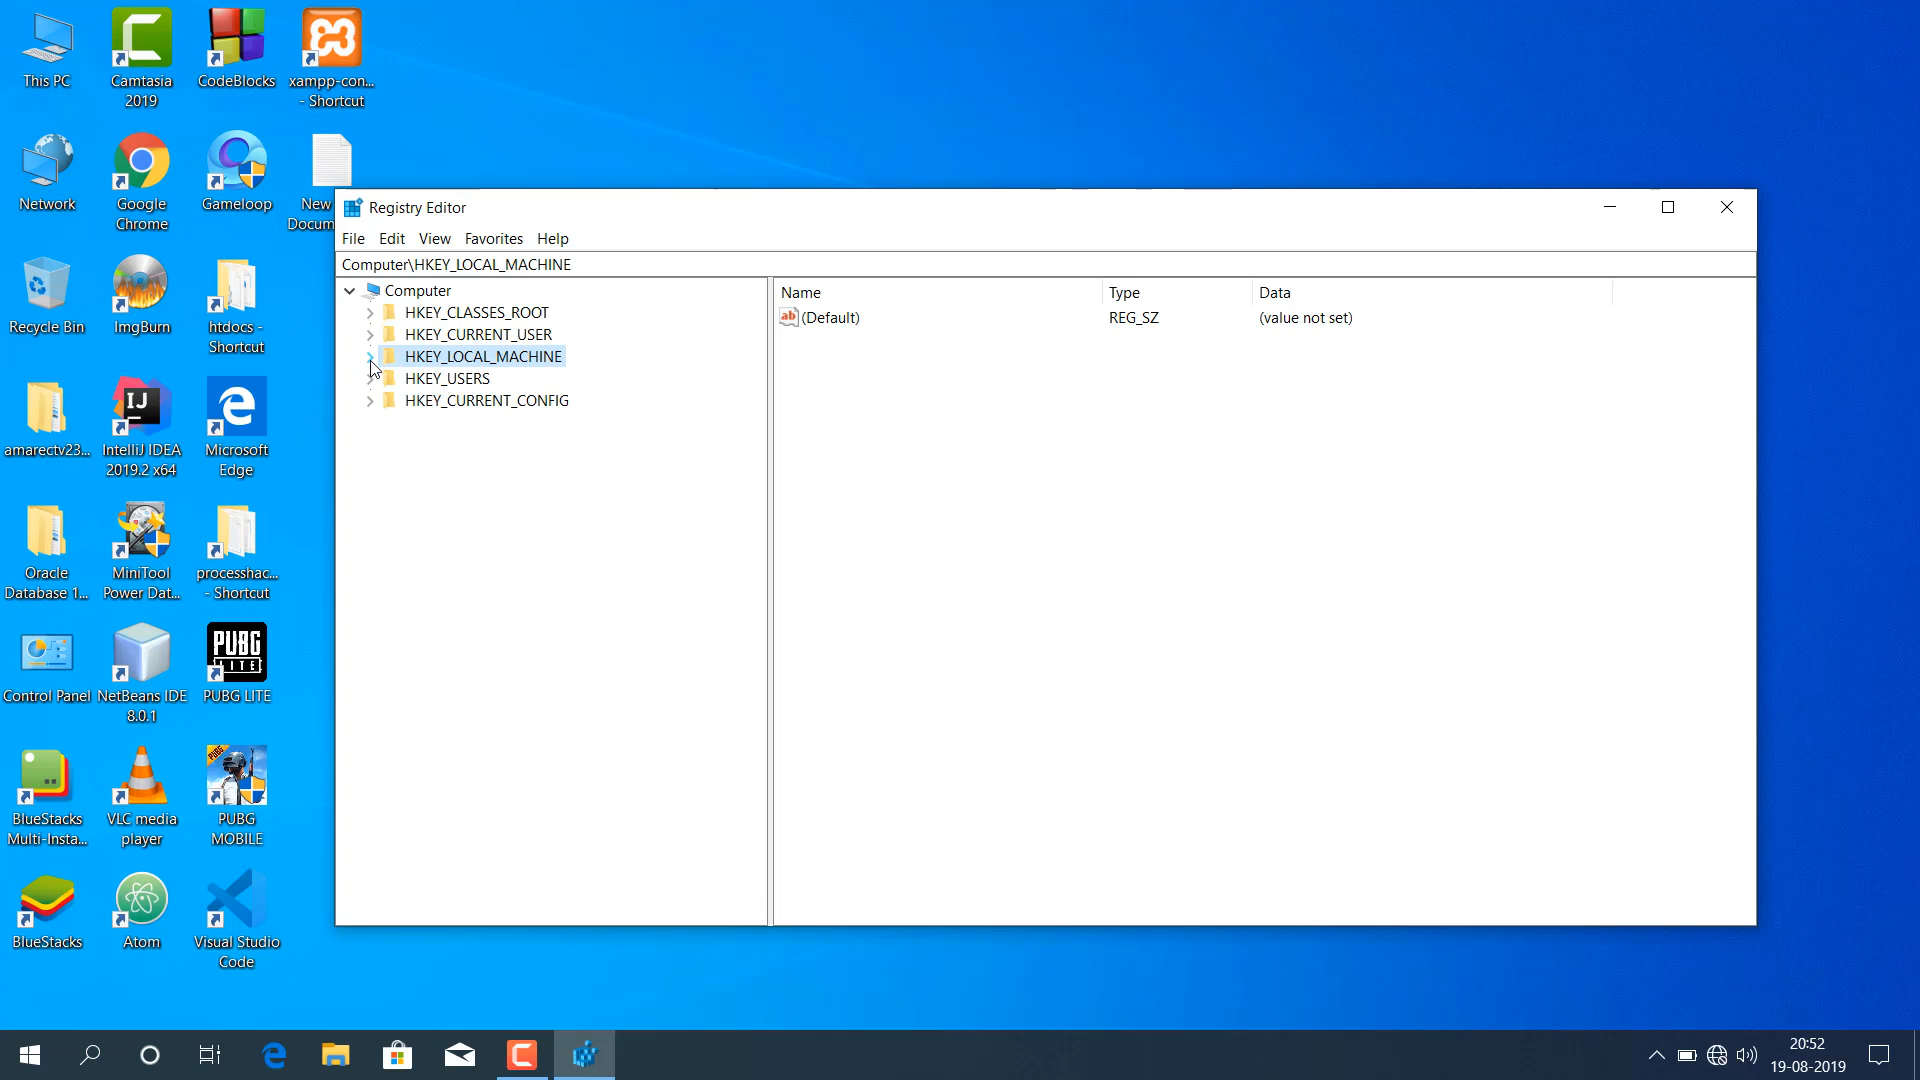 This PC
Camtasia
2019
CodeBlocks
xampp-con...
- Shortcut
Network
Google
Chrome
Gameloop
New
Docum
Recycle Bin
ImgBurn
htdocs -
Shortcut
amarectv23...
IJ
IntelliJ IDEA
2019.2 x64
Microsoft
Edge
Oracle
Database 1...
MiniTool
Power Dat...
processhac...
- Shortcut
Control Panel
NetBeans IDE
8.0.1
PUBG
LITE
PUBG LITE
BlueStacks
Multi-Insta...
VLC media
player
PUBG
PUBG
MOBILE
BlueStacks
Atom
Visual Studio
Code
Registry Editor
File Edit View Favorites Help
Computer\HKEY_LOCAL_MACHINE
Computer
HKEY_CLASSES_ROOT
HKEY_CURRENT_USER
HKEY_LOCAL_MACHINE
HKEY_USERS
HKEY_CURRENT_CONFIG
Name Type Data
ab (Default) REG_SZ (value not set)
20:52
19-08-2019